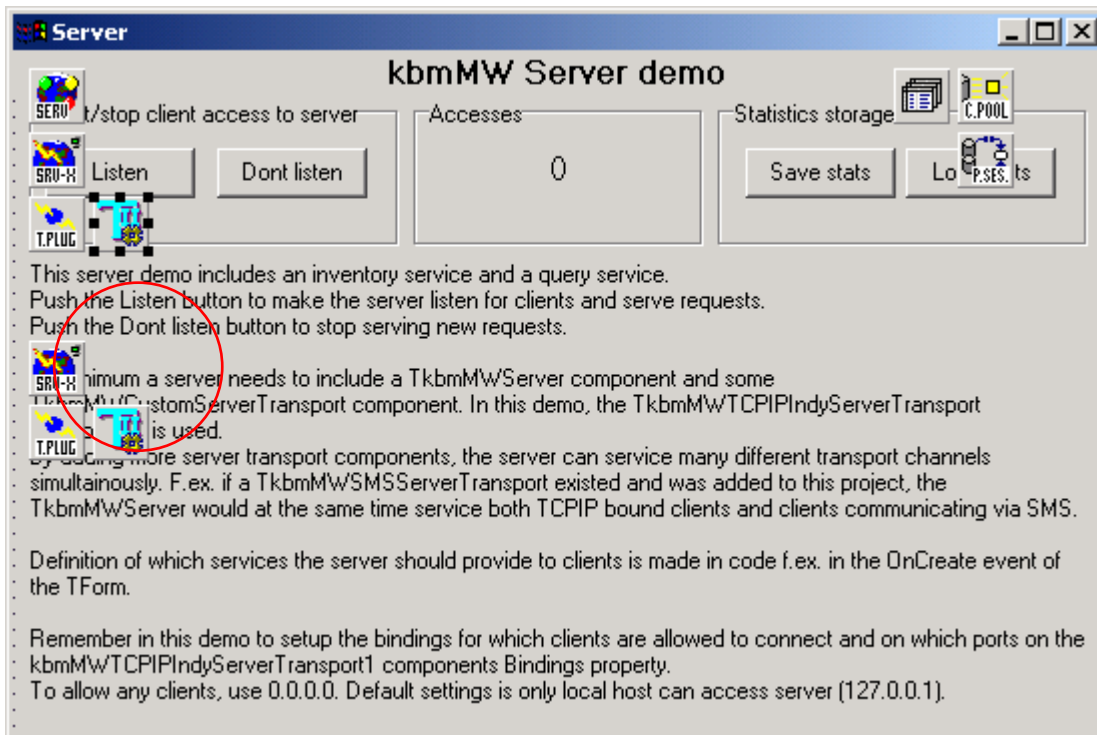 Server
kbmMW Server demo
SERV
t/stop client access to server
Accesses
Statistics storage
C.POOL
SRV-X
Listen
Dont listen
0
Save stats
Lo
P.SES.
ts
T.PLUG
This server demo includes an inventory service and a query service.
Push the Listen button to make the server listen for clients and serve requests.
Push the Dont listen button to stop serving new requests.
SRV-X
nimum a server needs to include a TkbmMWServer component and some
TkbmMWCustomServerTransport component. In this demo, the TkbmMWTCPIPIndyServerTransport
T.PLUG
is used.
By adding more server transport components, the server can service many different transport channels
simultainously. F.ex. if a TkbmMWSMSServerTransport existed and was added to this project, the
TkbmMWServer would at the same time service both TCPIP bound clients and clients communicating via SMS.
Definition of which services the server should provide to clients is made in code f.ex. in the OnCreate event of
the TForm.
Remember in this demo to setup the bindings for which clients are allowed to connect and on which ports on the
kbmMWTCPIPIndyServerTransport1 components Bindings property.
To allow any clients, use 0.0.0.0. Default settings is only local host can access server (127.0.0.1).